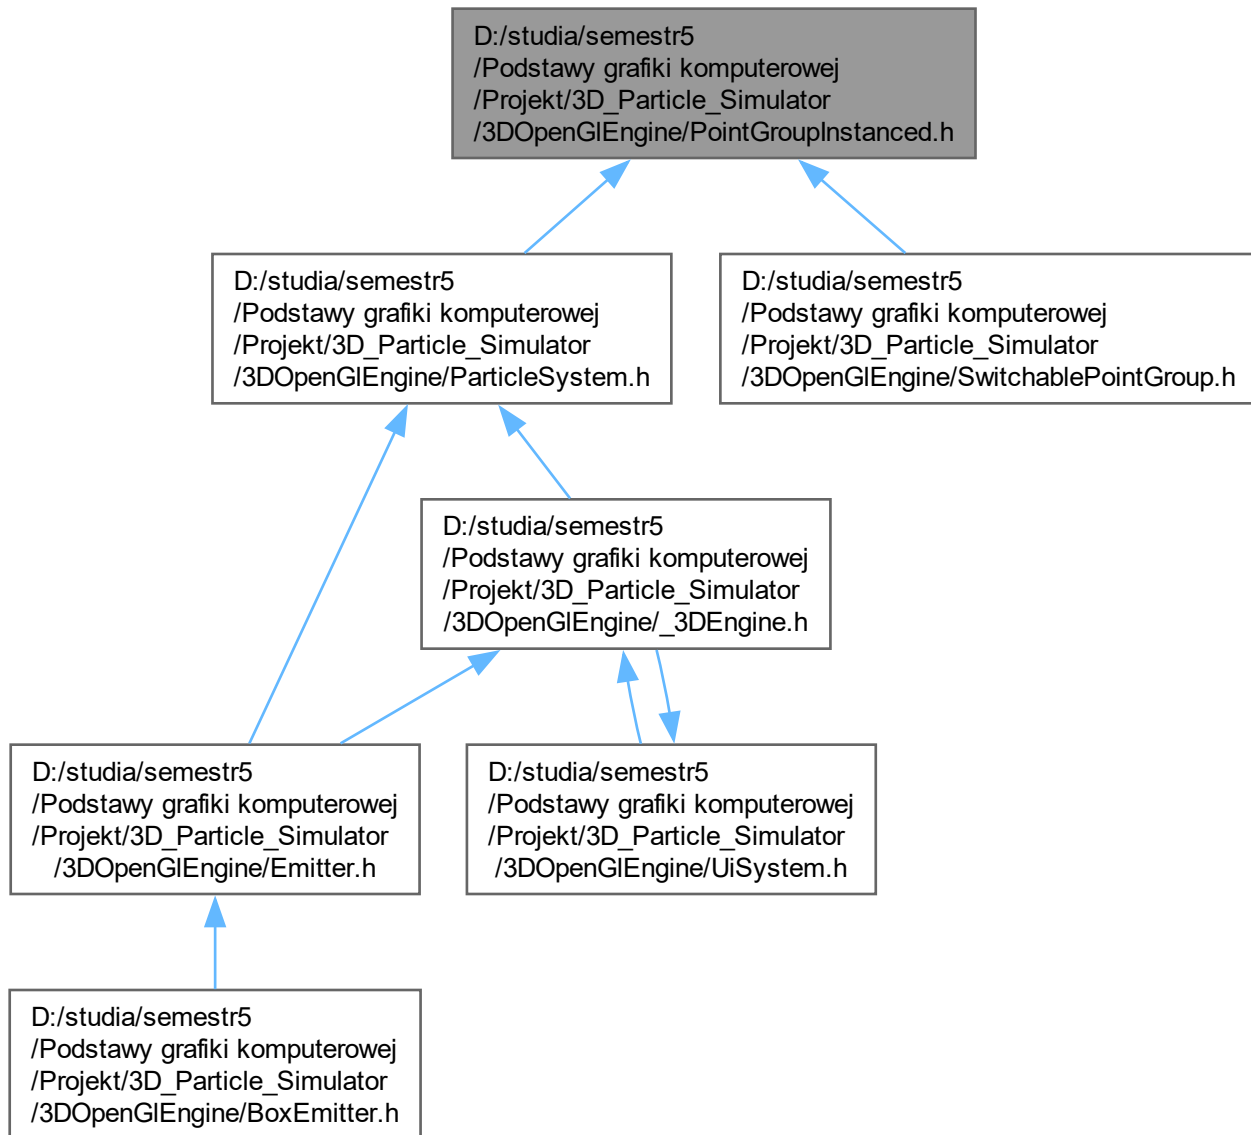 D:/studia/semestr5
/Podstawy grafiki komputerowej
/Projekt/3D_Particle_Simulator
/3DOpenGlEngine/PointGroupInstanced.h
D:/studia/semestr5
/Podstawy grafiki komputerowej
/Projekt/3D_Particle_Simulator
/3DOpenGlEngine/ParticleSystem.h
D:/studia/semestr5
/Podstawy grafiki komputerowej
/Projekt/3D_Particle_Simulator
/3DOpenGlEngine/SwitchablePointGroup.h
D:/studia/semestr5
/Podstawy grafiki komputerowej
/Projekt/3D_Particle_Simulator
/3DOpenGlEngine/_3DEngine.h
D:/studia/semestr5
/Podstawy grafiki komputerowej
/Projekt/3D_Particle_Simulator
/3DOpenGlEngine/Emitter.h
D:/studia/semestr5
/Podstawy grafiki komputerowej
/Projekt/3D_Particle_Simulator
/3DOpenGlEngine/UiSystem.h
D:/studia/semestr5
/Podstawy grafiki komputerowej
/Projekt/3D_Particle_Simulator
/3DOpenGlEngine/BoxEmitter.h